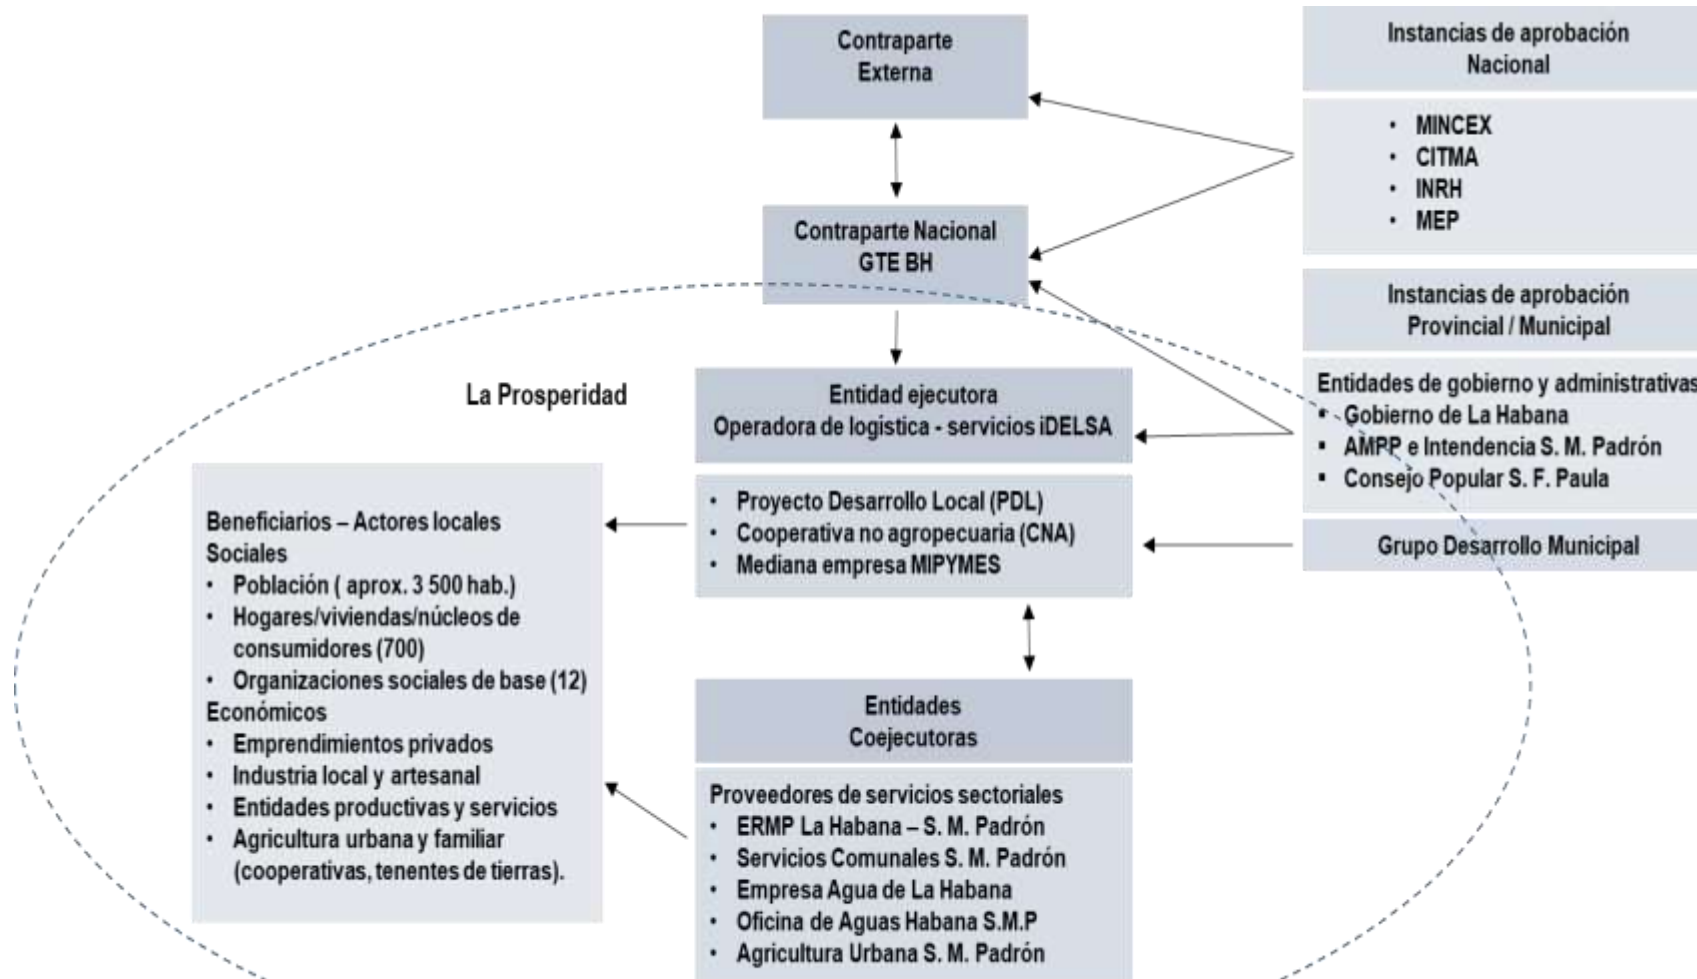 Contraparte
Externa
Instancias de aprobación
Nacional
• MINCEX
• CITMA
• INRH
• MEP
Contraparte Nacional
GTE BH
Instancias de aprobación
Provincial / Municipal
Entidades de gobierno y administrativas
▪ Gobierno de La Habana
▪ AMPP e Intendencia S. M. Padrón
▪ Consejo Popular S. F. Paula
Grupo Desarrollo Municipal
La Prosperidad
Entidad ejecutora
Operadora de logística - servicios iDELSA
• Proyecto Desarrollo Local (PDL)
• Cooperativa no agropecuaria (CNA)
• Mediana empresa MIPYMES
Beneficiarios – Actores locales
Sociales
• Población ( aprox. 3 500 hab.)
• Hogares/viviendas/núcleos de
consumidores (700)
• Organizaciones sociales de base (12)
Económicos
• Emprendimientos privados
• Industria local y artesanal
• Entidades productivas y servicios
• Agricultura urbana y familiar
(cooperativas, tenentes de tierras).
Entidades
Coejecutoras
Proveedores de servicios sectoriales
• ERMP La Habana – S. M. Padrón
• Servicios Comunales S. M. Padrón
• Empresa Agua de La Habana
• Oficina de Aguas Habana S.M.P
• Agricultura Urbana S. M. Padrón